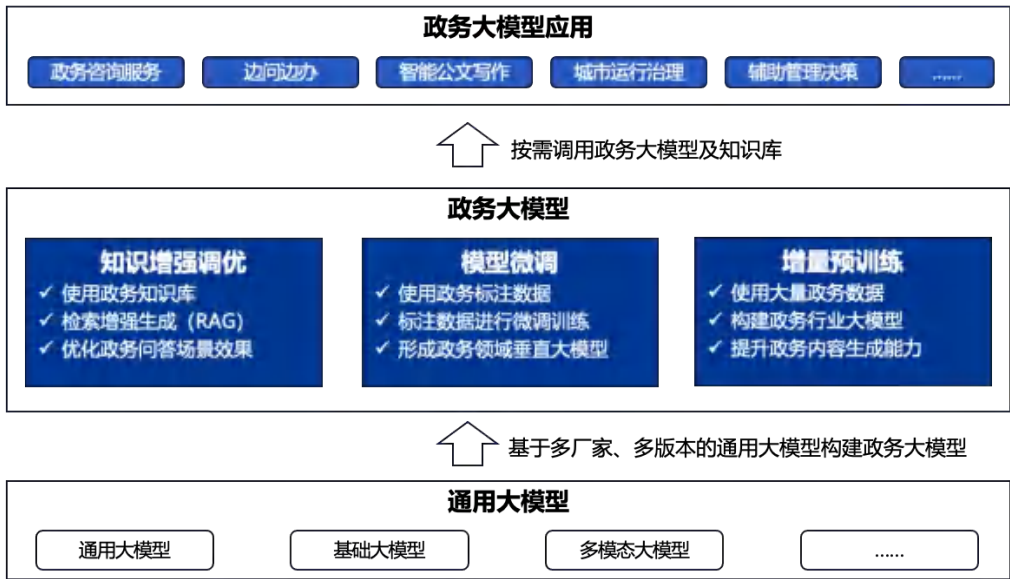 政务大模型应用
政务咨询服务
边问边办
智能公文写作
城市运行治理
辅助管理决策
……
按需调用政务大模型及知识库
政务大模型
知识增强调优
✓ 使用政务知识库
✓ 检索增强生成（RAG）
✓ 优化政务问答场景效果
模型微调
✓ 使用政务标注数据
✓ 标注数据进行微调训练
✓ 形成政务领域垂直大模型
增量预训练
✓ 使用大量政务数据
✓ 构建政务行业大模型
✓ 提升政务内容生成能力
基于多厂家、多版本的通用大模型构建政务大模型
通用大模型
通用大模型
基础大模型
多模态大模型
……